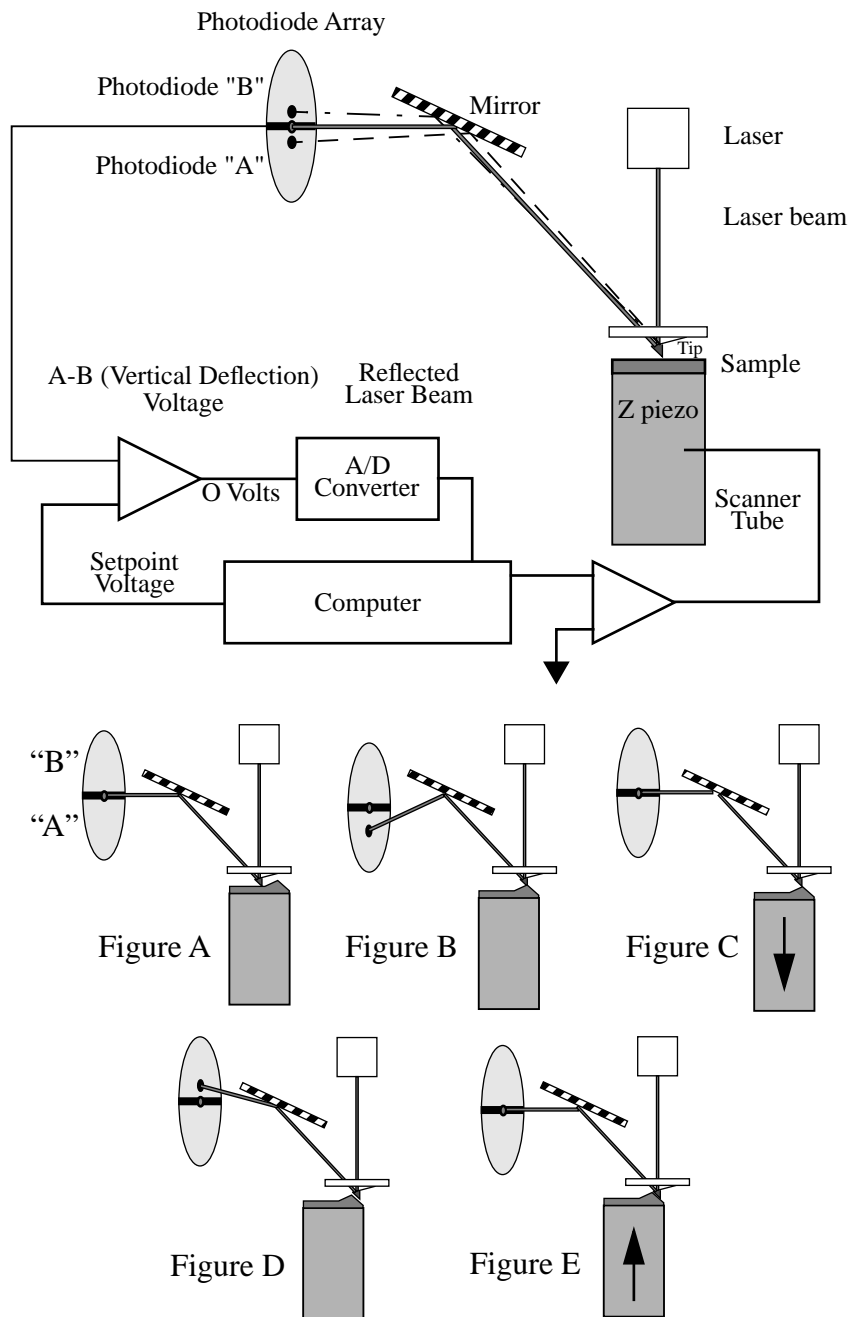 Photodiode Array
Photodiode "B"
Mirror
Photodiode "A"
Laser
Laser beam
Tip
Sample
A-B (Vertical Deflection)
Voltage
Reflected
Laser Beam
Z piezo
A/D
Converter
O Volts
Scanner
Tube
Setpoint
Voltage
Computer
“B”
“A”
Figure A
Figure B
Figure C
Figure D
Figure E